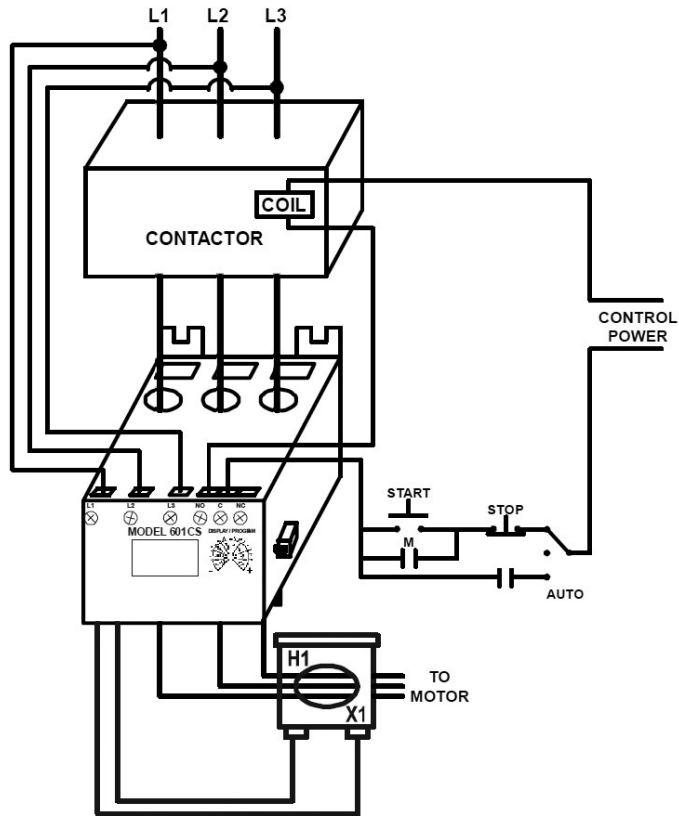 L1 L2 L3
COIL
CONTACTOR
CONTROL
POWER
L1 L2 L3 NO C NC
MODEL 601CS DISPLAY / PROGRAM
- +
START
M
STOP
AUTO
H1
X1
TO
MOTOR